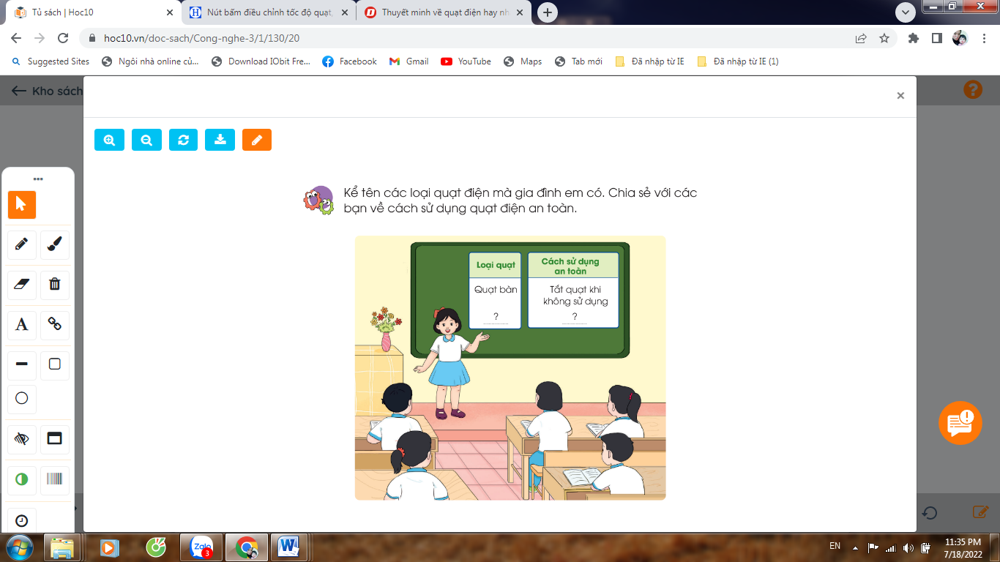 Tủ sách | Hoc10
Nút bấm điều chỉnh tốc độ quạt,
Thuyết minh về quạt điện hay nh
hoc10.vn/doc-sach/Cong-nghe-3/1/130/20
Suggested Sites
Ngôi nhà online củ...
Download IObit Fre...
Facebook
Gmail
YouTube
Maps
Tab mới
Đã nhập từ IE
Đã nhập từ IE (1)
Kho sách
Kể tên các loại quạt điện mà gia đình em có. Chia sẻ với các
bạn về cách sử dụng quạt điện an toàn.
Loại quạt
Quạt bàn
?
Cách sử dụng
an toàn
Tắt quạt khi
không sử dụng
?
A
Zalo
3
W
EN
11:35 PM
7/18/2022